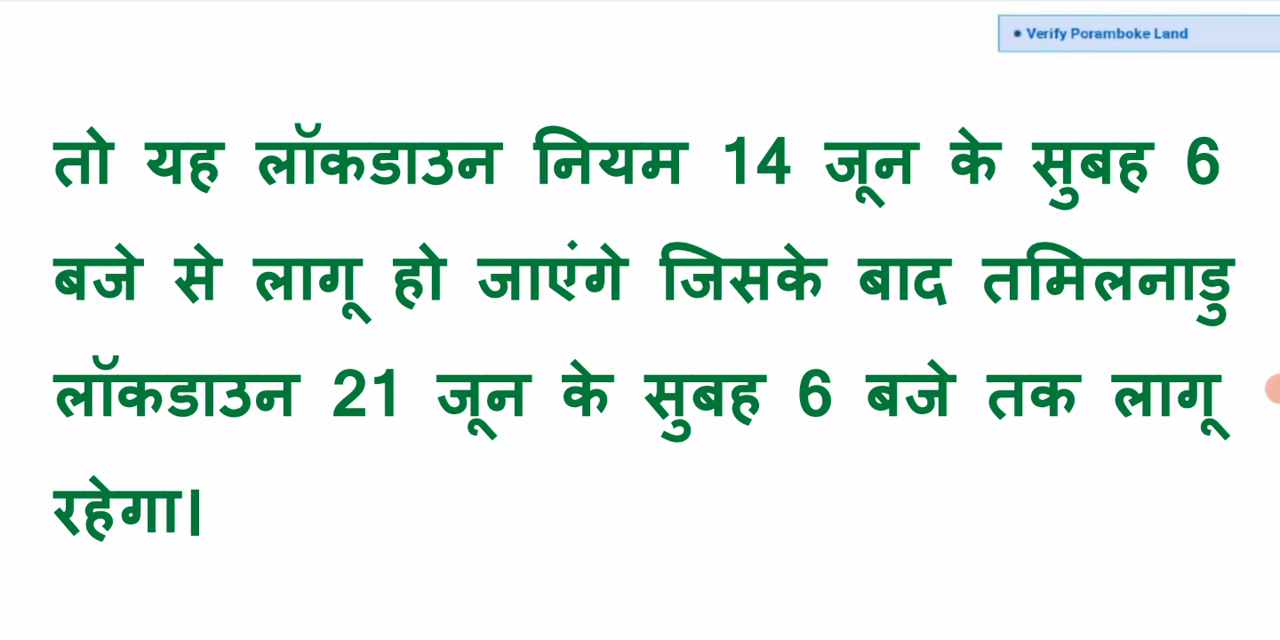 • Verify Poramboke Land
तो यह लॉकडाउन नियम 14 जून के सुबह 6
बजे से लागू हो जाएंगे जिसके बाद तमिलनाडु
लॉकडाउन 21 जून के सुबह 6 बजे तक लागू
रहेगा।